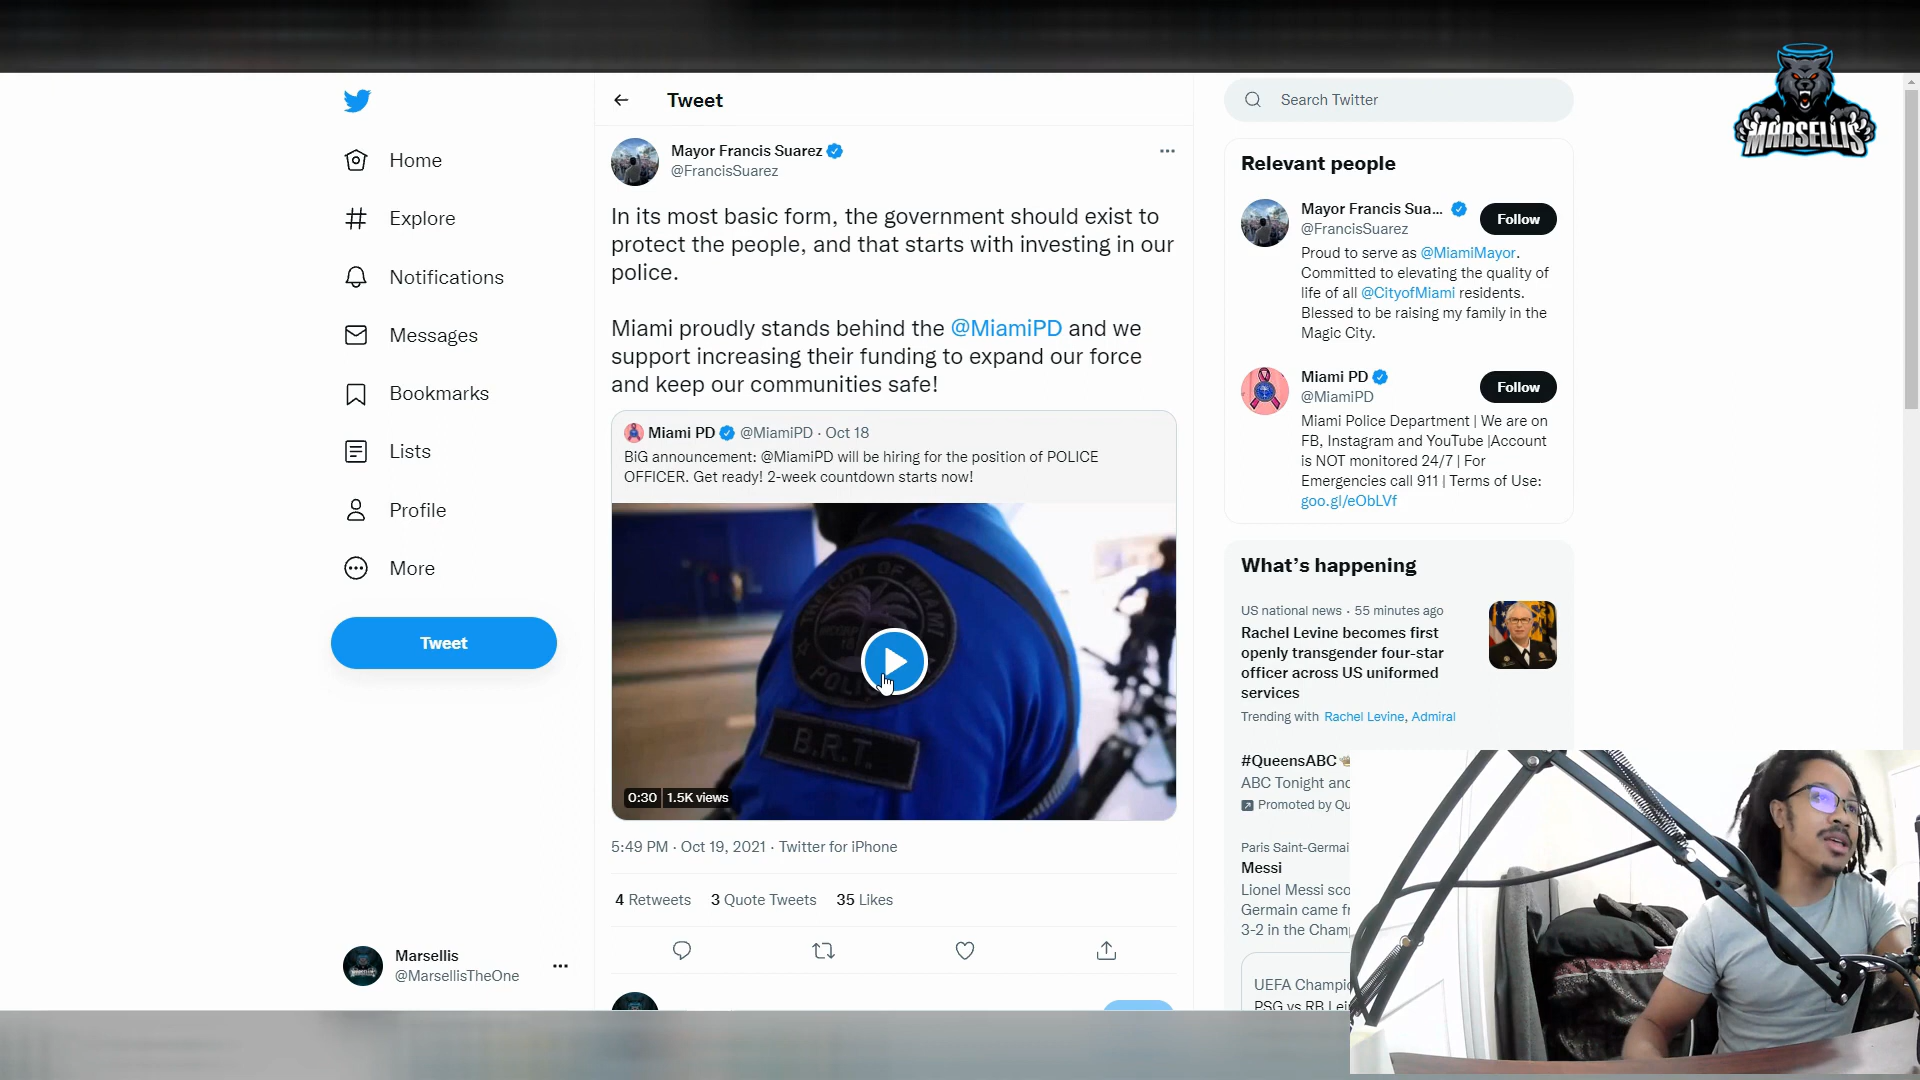 MARSELLIS
Home
Explore
Notifications
Messages
Bookmarks
Lists
Profile
More
Tweet
Marsellis
@MarsellisTheOne
Tweet
Mayor Francis Suarez
@FrancisSuarez
In its most basic form, the government should exist to
protect the people, and that starts with investing in our
police.
Miami proudly stands behind the @MiamiPD and we
support increasing their funding to expand our force
and keep our communities safe!
Miami PD @MiamiPD · Oct 18
BiG announcement: @MiamiPD will be hiring for the position of POLICE
OFFICER. Get ready! 2-week countdown starts now!
CITY OF MIAMI
B.R.T.
0:30 1.5K views
5:49 PM · Oct 19, 2021 · Twitter for iPhone
4 Retweets 3 Quote Tweets 35 Likes
Search Twitter
Relevant people
Mayor Francis Sua...
@FrancisSuarez
Follow
Proud to serve as @MiamiMayor.
Committed to elevating the quality of
life of all @CityofMiami residents.
Blessed to be raising my family in the
Magic City.
Miami PD
@MiamiPD
Follow
Miami Police Department | We are on
FB, Instagram and YouTube |Account
is NOT monitored 24/7 | For
Emergencies call 911 | Terms of Use:
goo.gl/eObLVf
What's happening
US national news · 55 minutes ago
Rachel Levine becomes first
openly transgender four-star
officer across US uniformed
services
Trending with Rachel Levine, Admiral
#QueensABC
ABC Tonight and
Promoted by Qu
Paris Saint-Germai
Messi
Lionel Messi sco
Germain came fr
3-2 in the Cham
UEFA Champio
PSG vs RB Lei